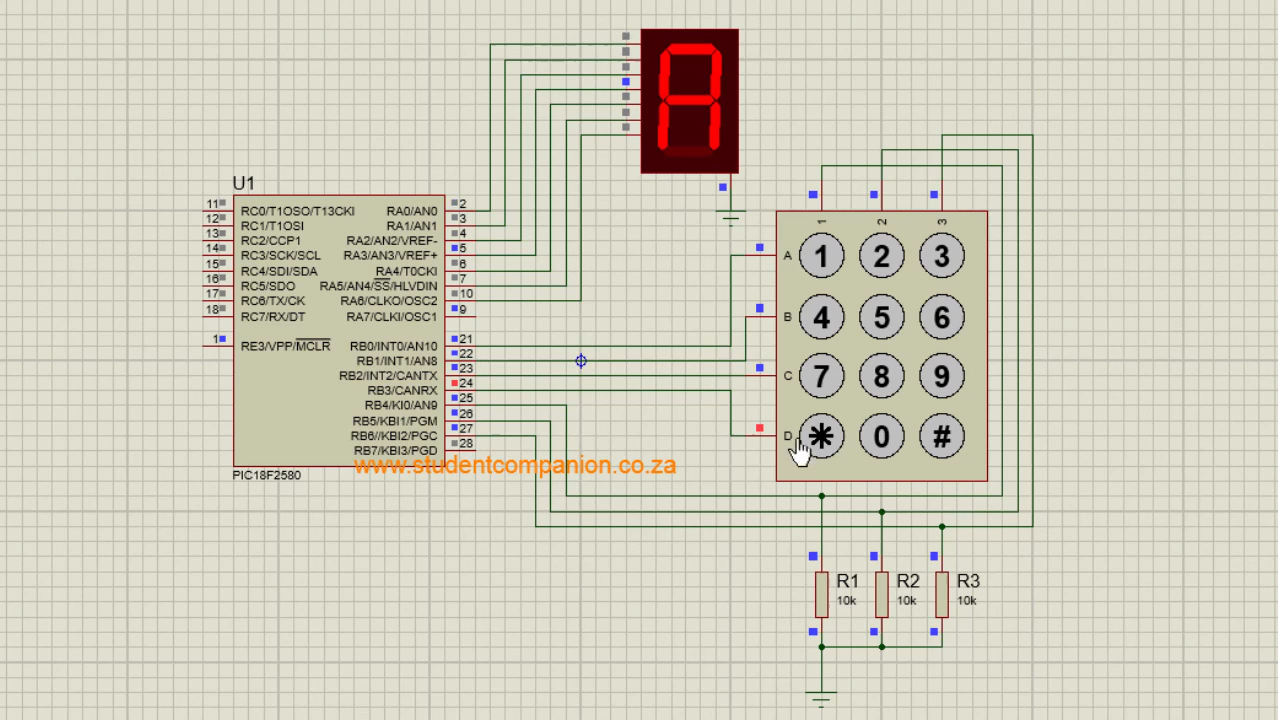 A
U1
11 RC0/T1OSO/T13CKI RA0/AN0 2
12 RC1/T1OSI RA1/AN1 3
13 RC2/CCP1 RA2/AN2/VREF- 4
14 RC3/SCK/SCL RA3/AN3/VREF+ 5
15 RC4/SDI/SDA RA4/T0CKI 6
16 RC5/SDO RA5/AN4/SS/HLVDIN 7
17 RC6/TX/CK RA6/CLKO/OSC2 10
18 RC7/RX/DT RA7/CLKI/OSC1 9
1 RE3/VPP/MCLR RB0/INT0/AN10 21
RB1/INT1/AN8 22
RB2/INT2/CANTX 23
RB3/CANRX 24
RB4/KI0/AN9 25
RB5/KBI1/PGM 26
RB6//KBI2/PGC 27
RB7/KBI3/PGD 28
PIC18F2580
www.studentcompanion.co.za
1 2 3
A 1 2 3
B 4 5 6
C 7 8 9
D * 0 #
R1 R2 R3
10k 10k 10k